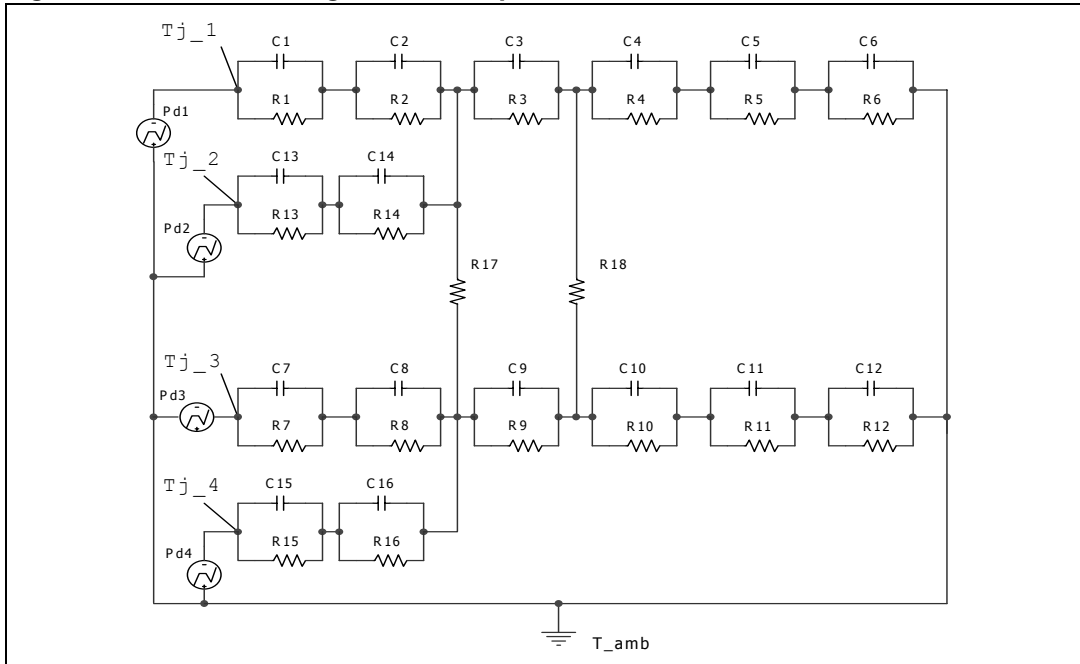 Tj_1
C1 C2 C3 C4 C5 C6
R1 R2 R3 R4 R5 R6
Pd1
Tj_2
C13 C14
R13 R14
Pd2
R17 R18
Tj_3
C7 C8 C9 C10 C11 C12
Pd3
R7 R8 R9 R10 R11 R12
Tj_4
C15 C16
R15 R16
Pd4
T_amb